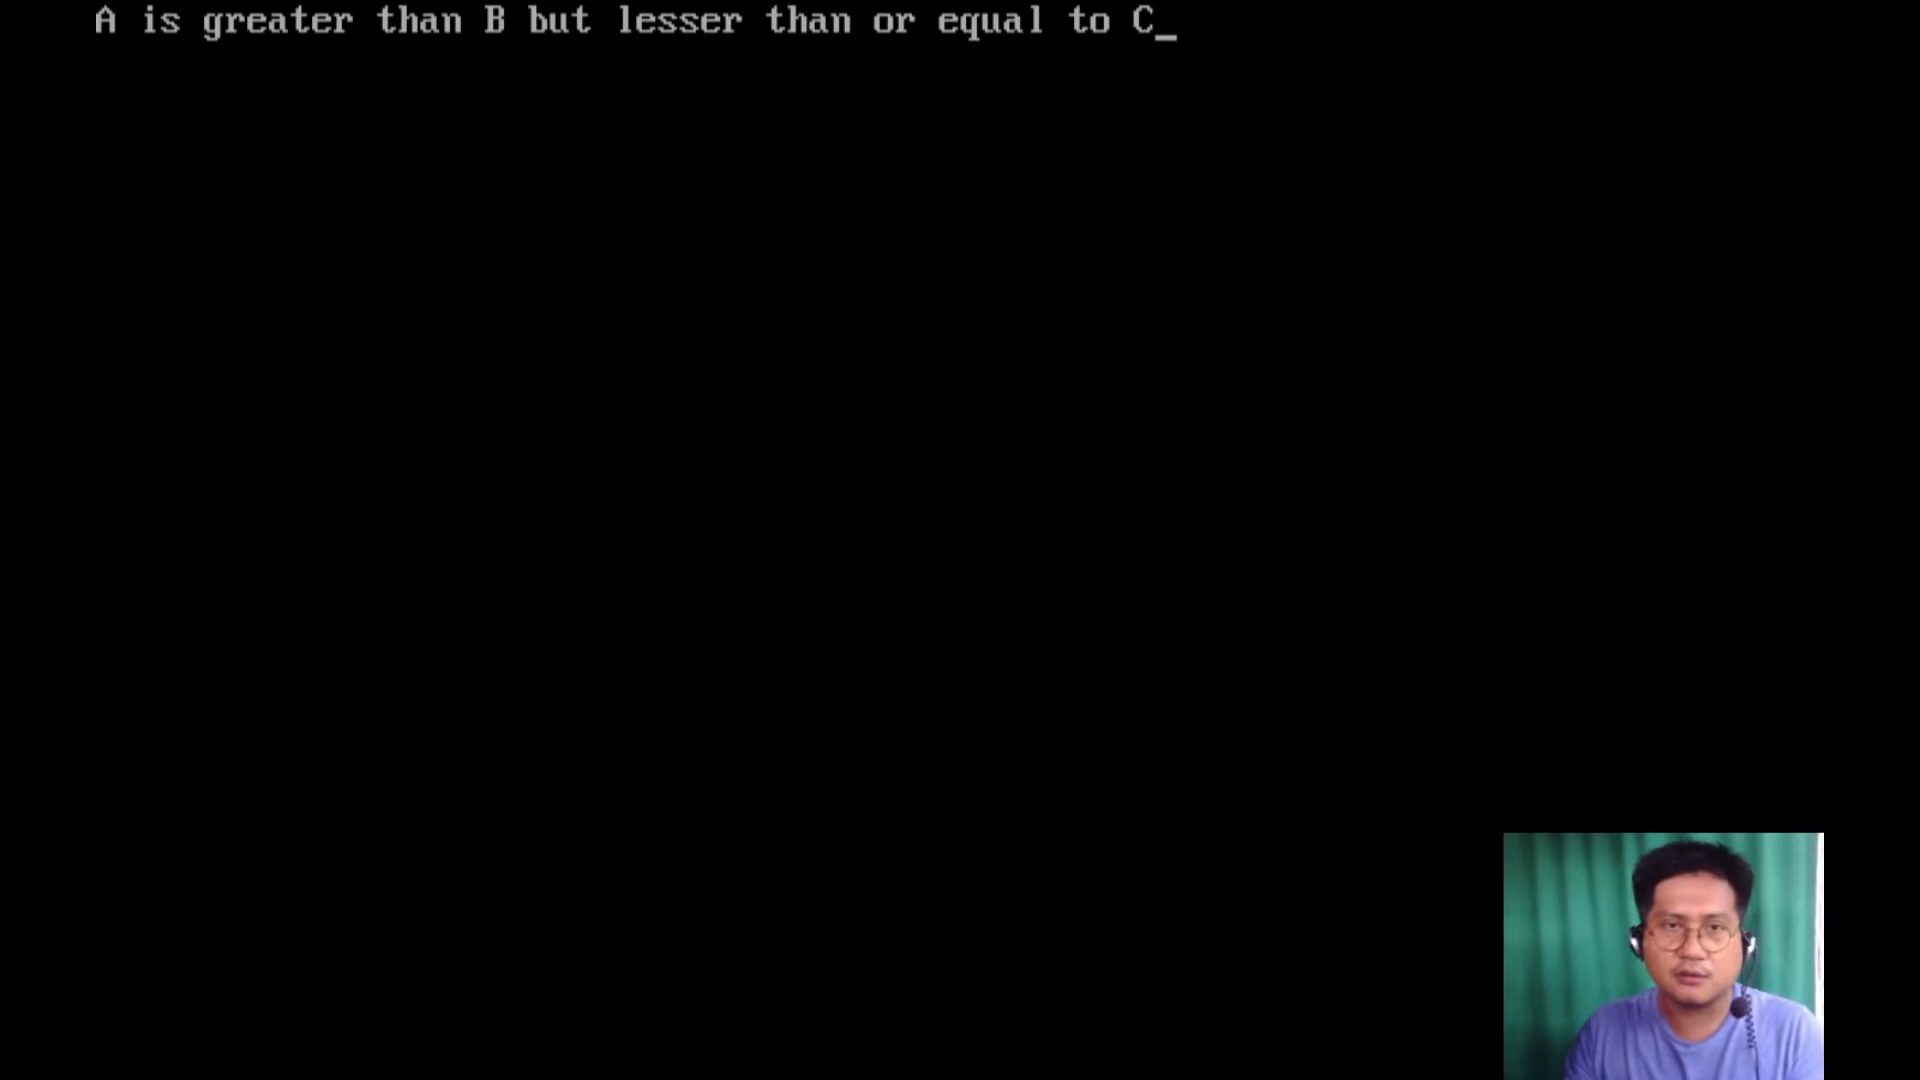 A is greater than B but lesser than or equal to C_